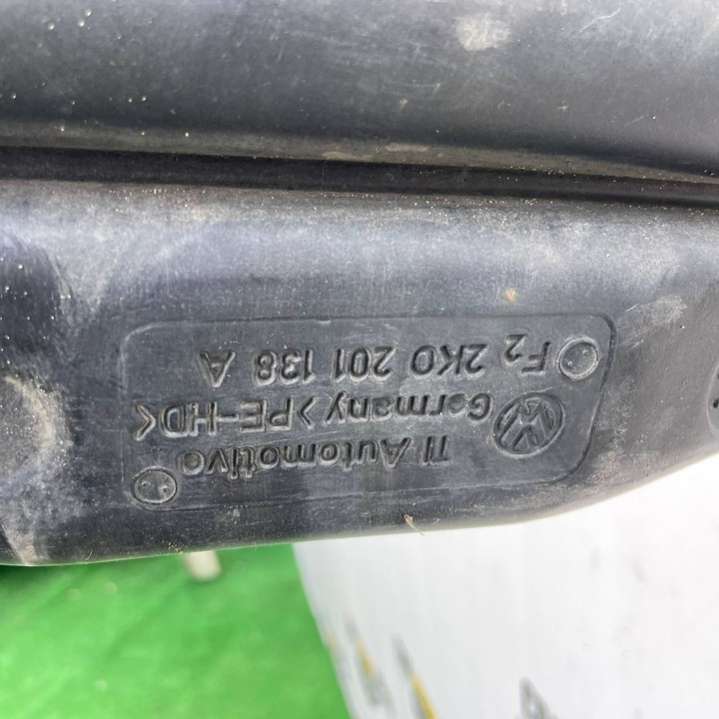 TI Automotive
Germany >PE-HD<
F2 2K0 201 138 A